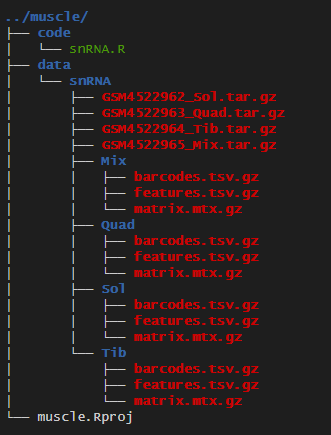 ../muscle/
├── code
│   └── snRNA.R
├── data
│   └── snRNA
│       ├── GSM4522962_Sol.tar.gz
│       ├── GSM4522963_Quad.tar.gz
│       ├── GSM4522964_Tib.tar.gz
│       ├── GSM4522965_Mix.tar.gz
│       ├── Mix
│       │   ├── barcodes.tsv.gz
│       │   ├── features.tsv.gz
│       │   └── matrix.mtx.gz
│       ├── Quad
│       │   ├── barcodes.tsv.gz
│       │   ├── features.tsv.gz
│       │   └── matrix.mtx.gz
│       ├── Sol
│       │   ├── barcodes.tsv.gz
│       │   ├── features.tsv.gz
│       │   └── matrix.mtx.gz
│       └── Tib
│           ├── barcodes.tsv.gz
│           ├── features.tsv.gz
│           └── matrix.mtx.gz
└── muscle.Rproj